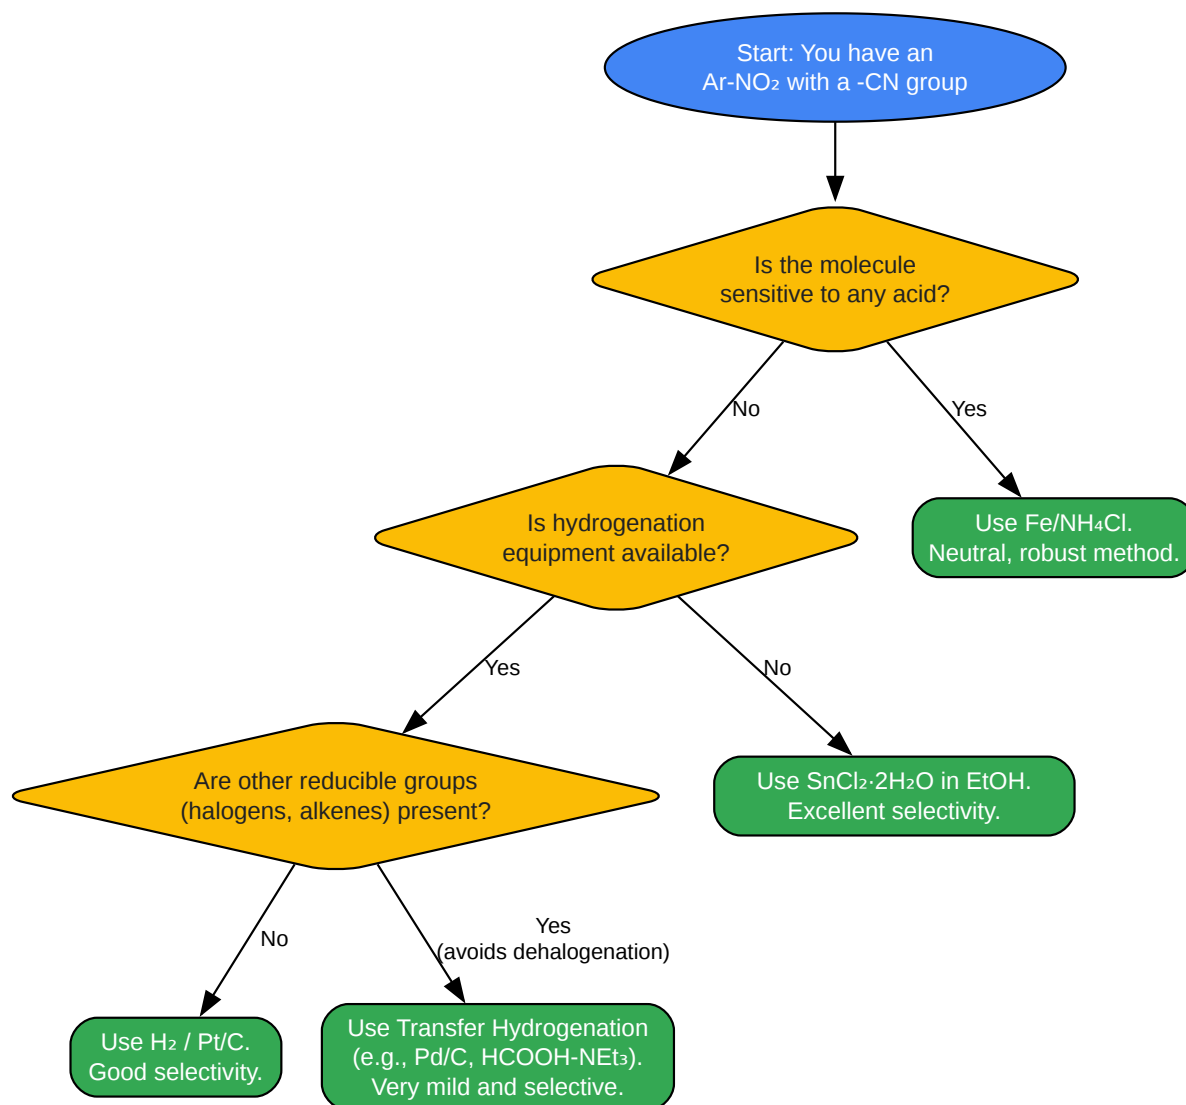 Start: You have an
Ar-NO₂ with a -CN group
Is the molecule
sensitive to any acid?
No
Yes
Is hydrogenation
equipment available?
Use Fe/NH₄Cl.
Neutral, robust method.
Yes
No
Are other reducible groups
(halogens, alkenes) present?
Use SnCl₂·2H₂O in EtOH.
Excellent selectivity.
No
Yes
(avoids dehalogenation)
Use H₂ / Pt/C.
Good selectivity.
Use Transfer Hydrogenation
(e.g., Pd/C, HCOOH-NEt₃).
Very mild and selective.